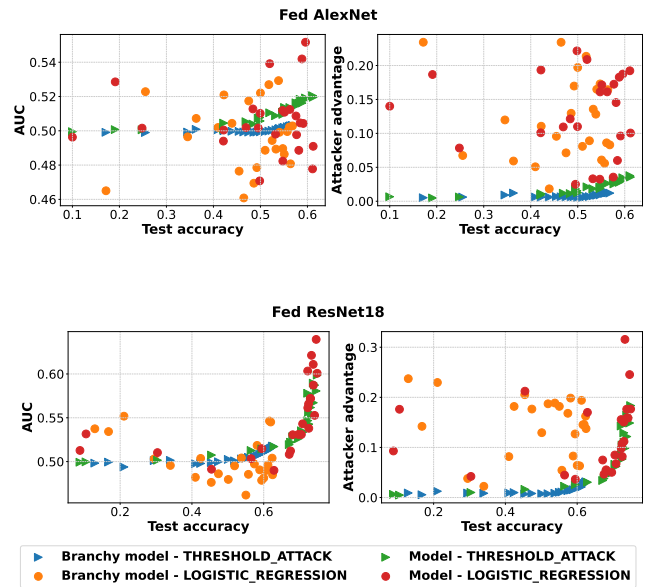 Fed AlexNet
AUC
0.54
0.52
0.50
0.48
0.46
0.1 0.2 0.3 0.4 0.5 0.6
Test accuracy
Attacker advantage
0.20
0.15
0.10
0.05
0.00
0.1 0.2 0.3 0.4 0.5 0.6
Test accuracy
Fed ResNet18
AUC
0.60
0.55
0.50
0.2 0.4 0.6
Test accuracy
Attacker advantage
0.3
0.2
0.1
0.0
0.2 0.4 0.6
Test accuracy
Branchy model - THRESHOLD_ATTACK
Branchy model - LOGISTIC_REGRESSION
Model - THRESHOLD_ATTACK
Model - LOGISTIC_REGRESSION